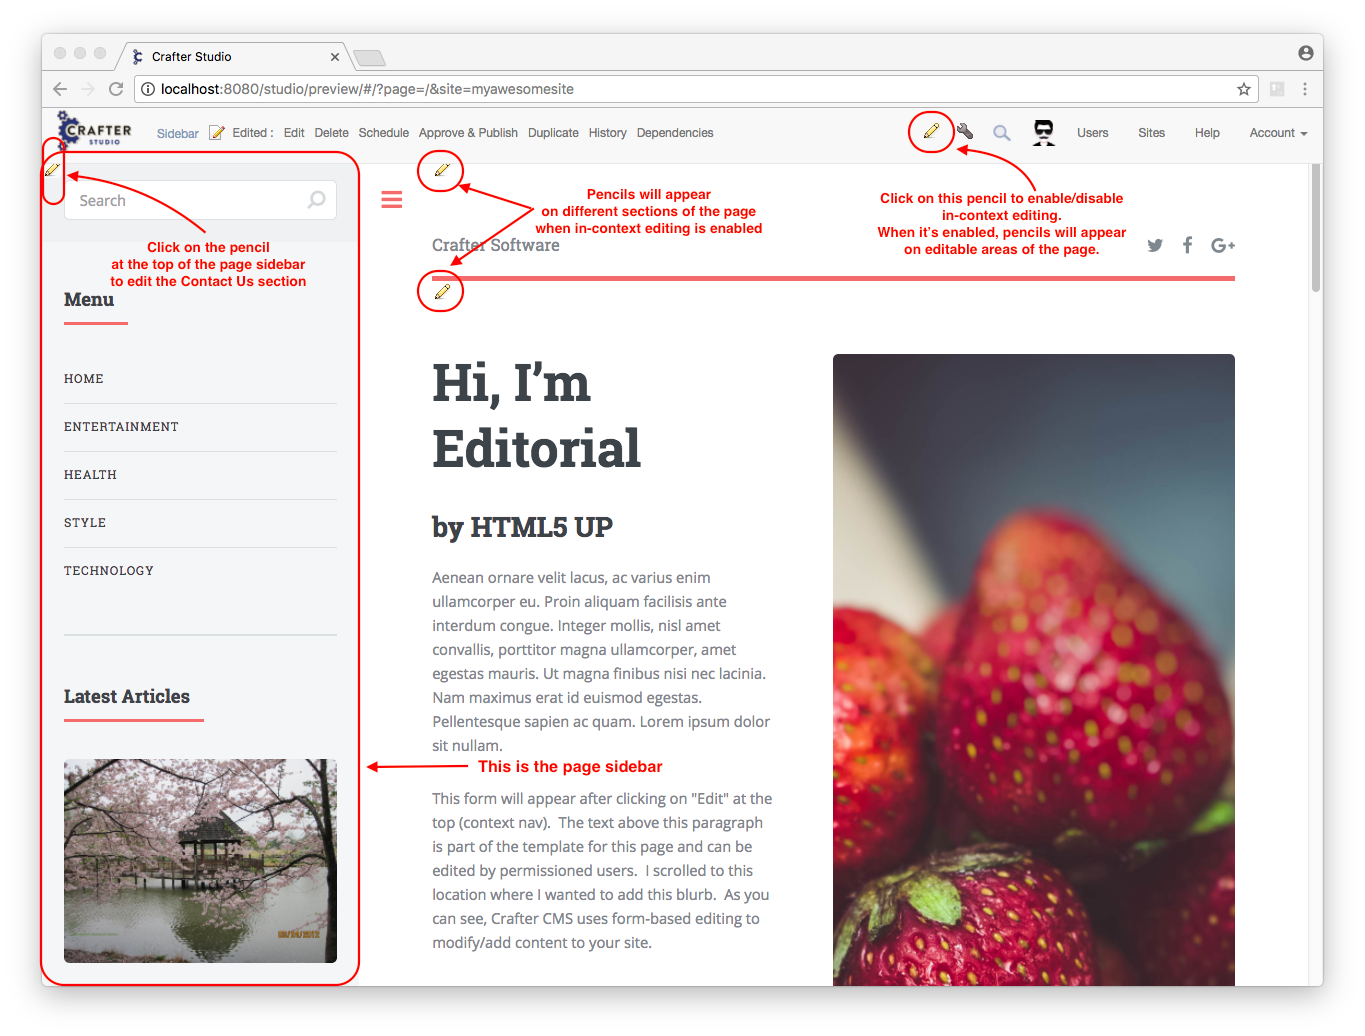 Crafter Studio
localhost:8080/studio/preview/#/?page=/&site=myawesomesite
CRAFTER
STUDIO
Sidebar
Edited :
Edit
Delete
Schedule
Approve & Publish
Duplicate
History
Dependencies
Users
Sites
Help
Account
Search
Click on the pencil
at the top of the page sidebar
to edit the Contact Us section
Pencils will appear
on different sections of the page
when in-context editing is enabled
Click on this pencil to enable/disable
in-context editing.
When it's enabled, pencils will appear
on editable areas of the page.
Crafter Software
G+
Menu
HOME
ENTERTAINMENT
HEALTH
STYLE
TECHNOLOGY
Latest Articles
Hi, I’m
Editorial
by HTML5 UP
Aenean ornare velit lacus, ac varius enim
ullamcorper eu. Proin aliquam facilisis ante
interdum congue. Integer mollis, nisl amet
convallis, porttitor magna ullamcorper, amet
egestas mauris. Ut magna finibus nisi nec lacinia.
Nam maximus erat id euismod egestas.
Pellentesque sapien ac quam. Lorem ipsum dolor
sit nullam.
This is the page sidebar
This form will appear after clicking on "Edit" at the
top (context nav).  The text above this paragraph
is part of the template for this page and can be
edited by permissioned users.  I scrolled to this
location where I wanted to add this blurb.  As you
can see, Crafter CMS uses form-based editing to
modify/add content to your site.